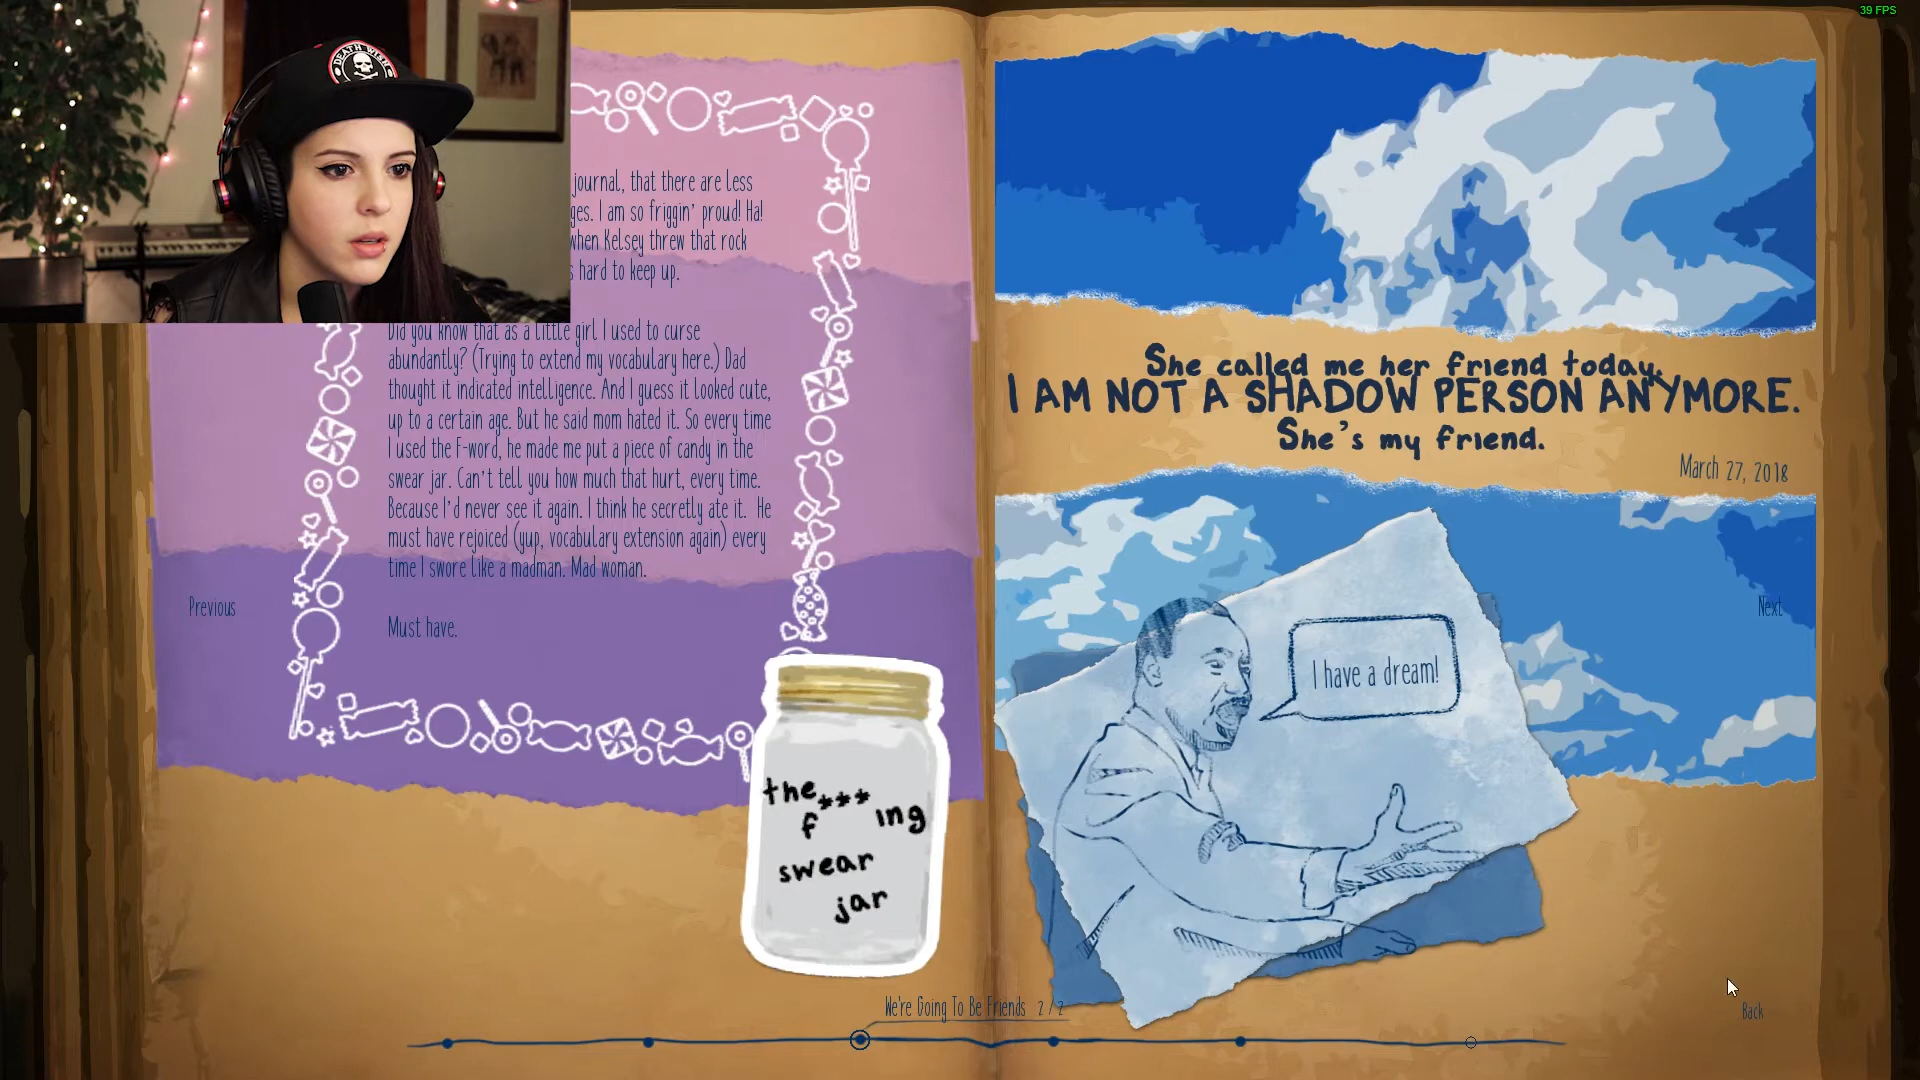 39 FPS
DEATH WISH
journal, that there are less
ges. I am so friggin' proud! Ha!
when Kelsey threw that rock
s hard to keep up.
Did you know that as a little girl I used to curse
abundantly? (Trying to extend my vocabulary here.) Dad
thought it indicated intelligence. And I guess it looked cute,
up to a certain age. But he said mom hated it. So every time
I used the F-word, he made me put a piece of candy in the
swear jar. Can't tell you how much that hurt, every time.
Because I'd never see it again. I think he secretly ate it. He
must have rejoiced (yup, vocabulary extension again) every
time I swore like a madman. Mad woman.
Must have.
Previous
the
f***ing
swear
jar
She called me her friend today.
I AM NOT A SHADOW PERSON ANYMORE.
She's my friend.
March 27, 2018
I have a dream!
Next
We're Going To Be Friends 2 / 2
Back